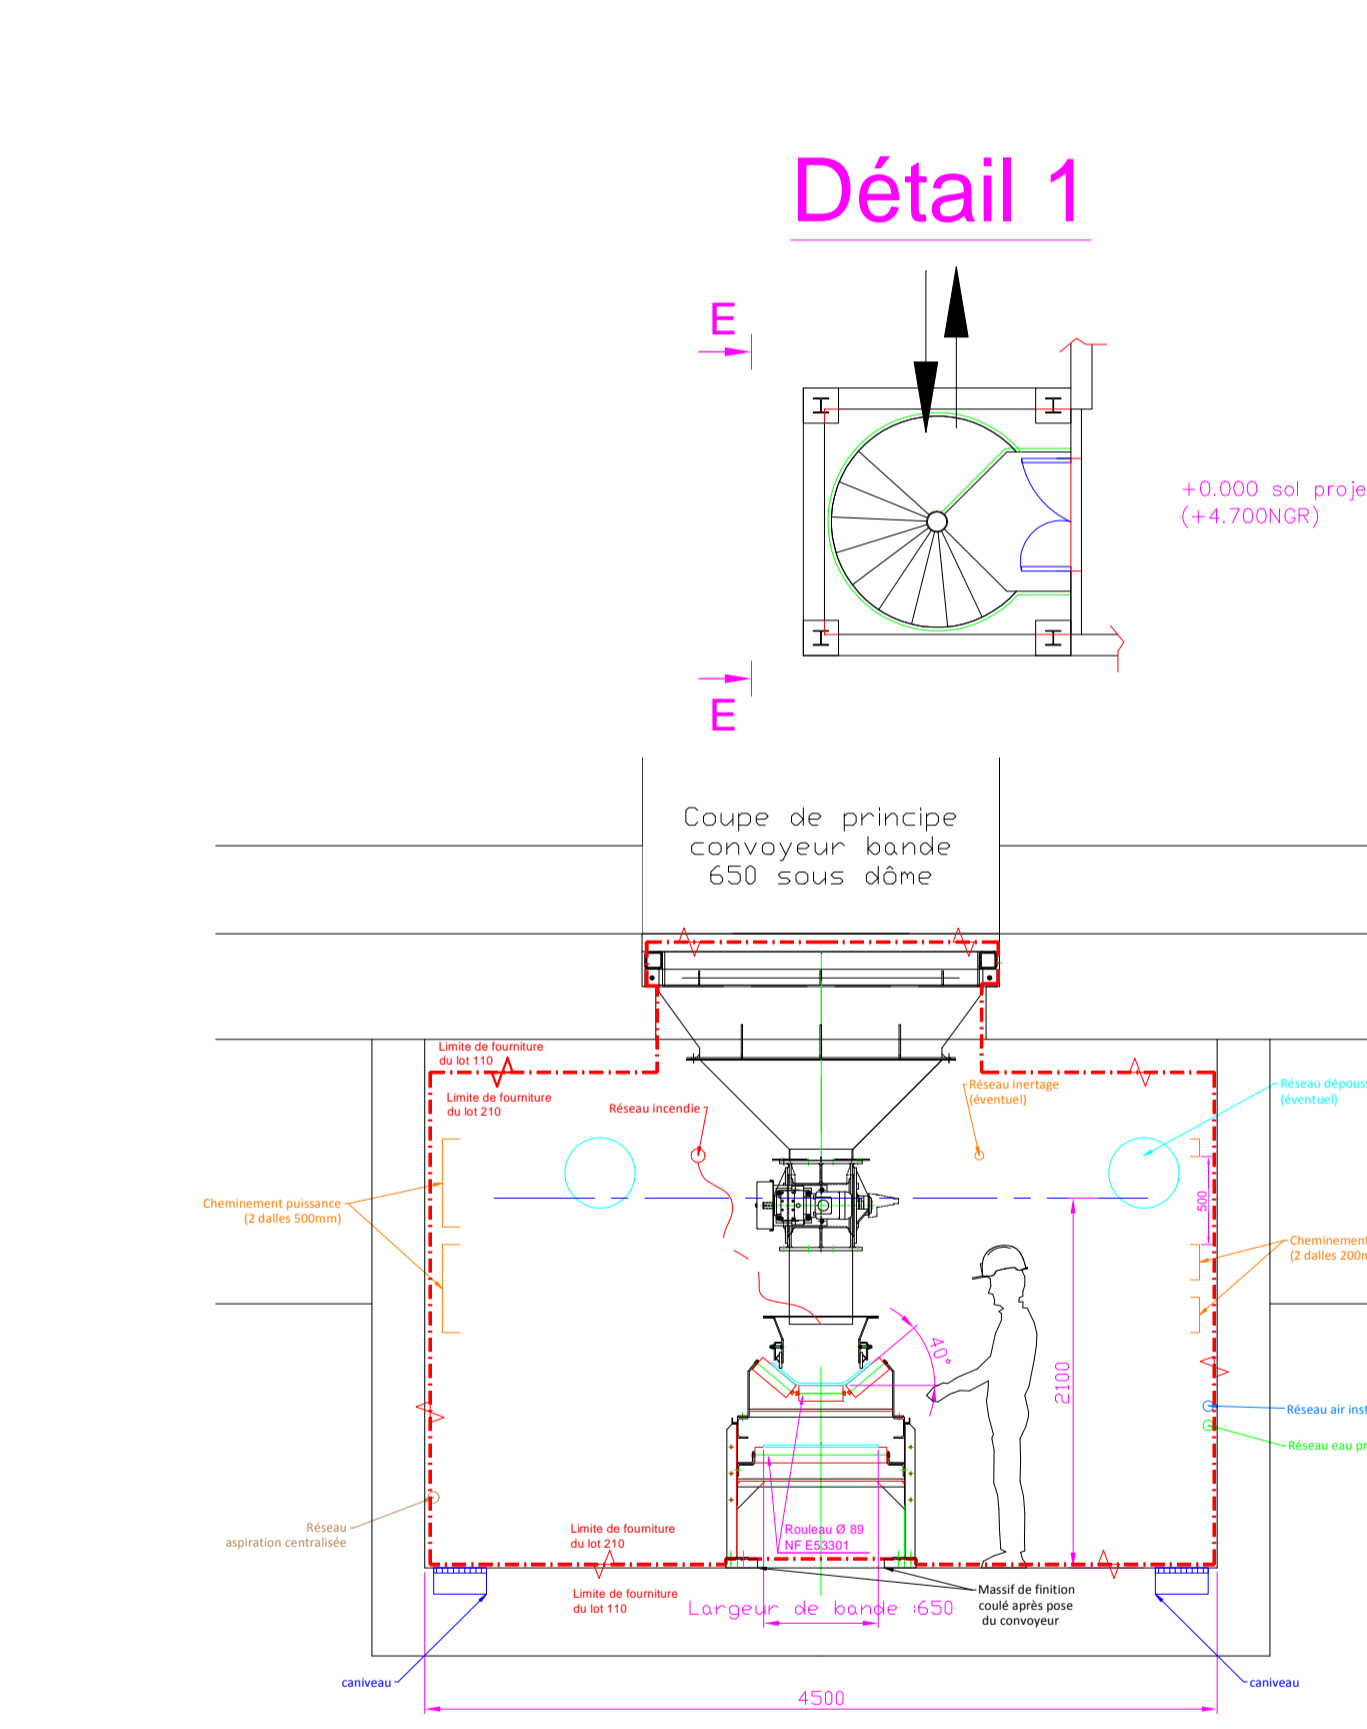 Détail 1
E
+0.000 sol proje
(+4.700NGR)
E
Coupe de principe
convoyeur bande
650 sous dôme
Limite de fourniture
du lot 110
Limite de fourniture
du lot 210
Réseau incendie
Réseau inertage
(éventuel)
Réseau dépous
(éventuel)
Cheminement puissance
(2 dalles 500mm)
500
Cheminement
(2 dalles 200m
40°
2100
Réseau air inst
Réseau eau pr
Réseau
aspiration centralisée
Limite de fourniture
du lot 210
Rouleau Ø 89
NF E53301
Limite de fourniture
du lot 110
Largeur de bande :650
Massif de finition
coulé après pose
du convoyeur
caniveau
caniveau
4500